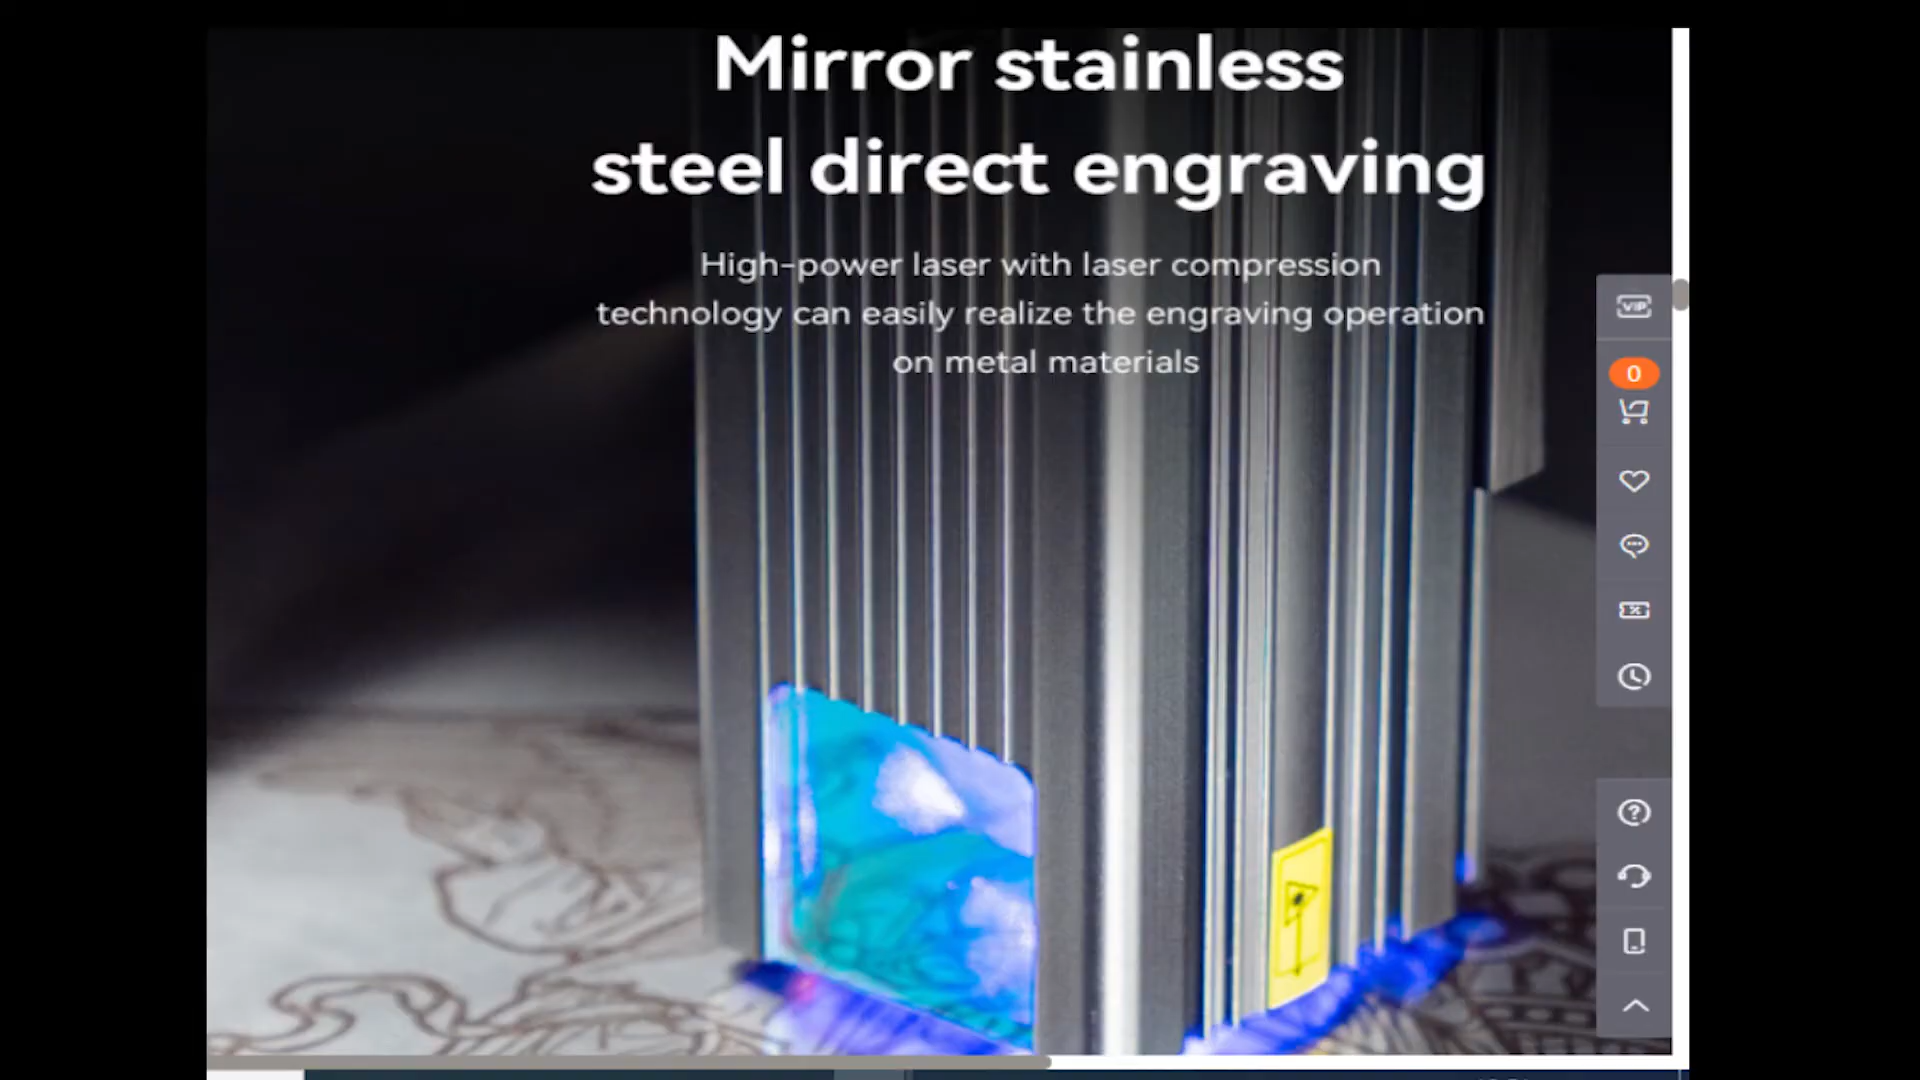 Mirror stainless
steel direct engraving
High-power laser with laser compression
technology can easily realize the engraving operation
on metal materials
VIP
0